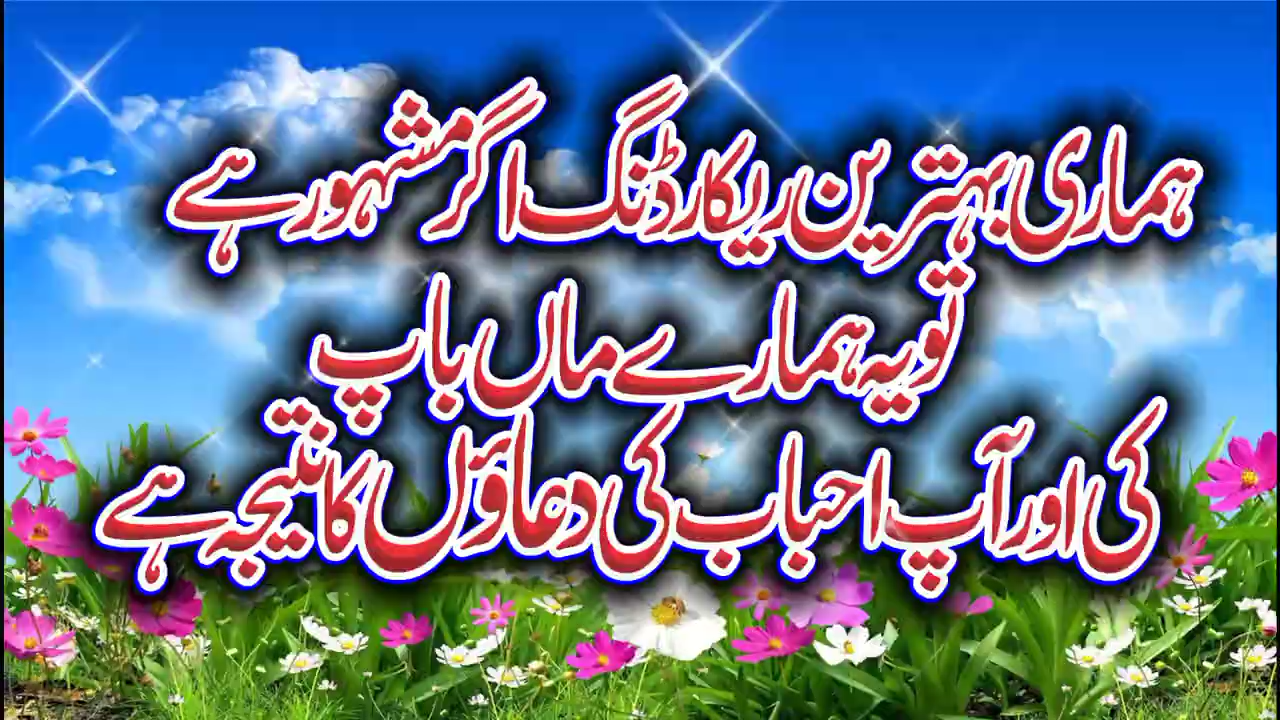 ہماری بہترین ریکارڈنگ اگر مشہور ہے
تو یہ ہمارے ماں باپ
کی اور آپ احباب کی دعاؤں کا نتیجہ ہے